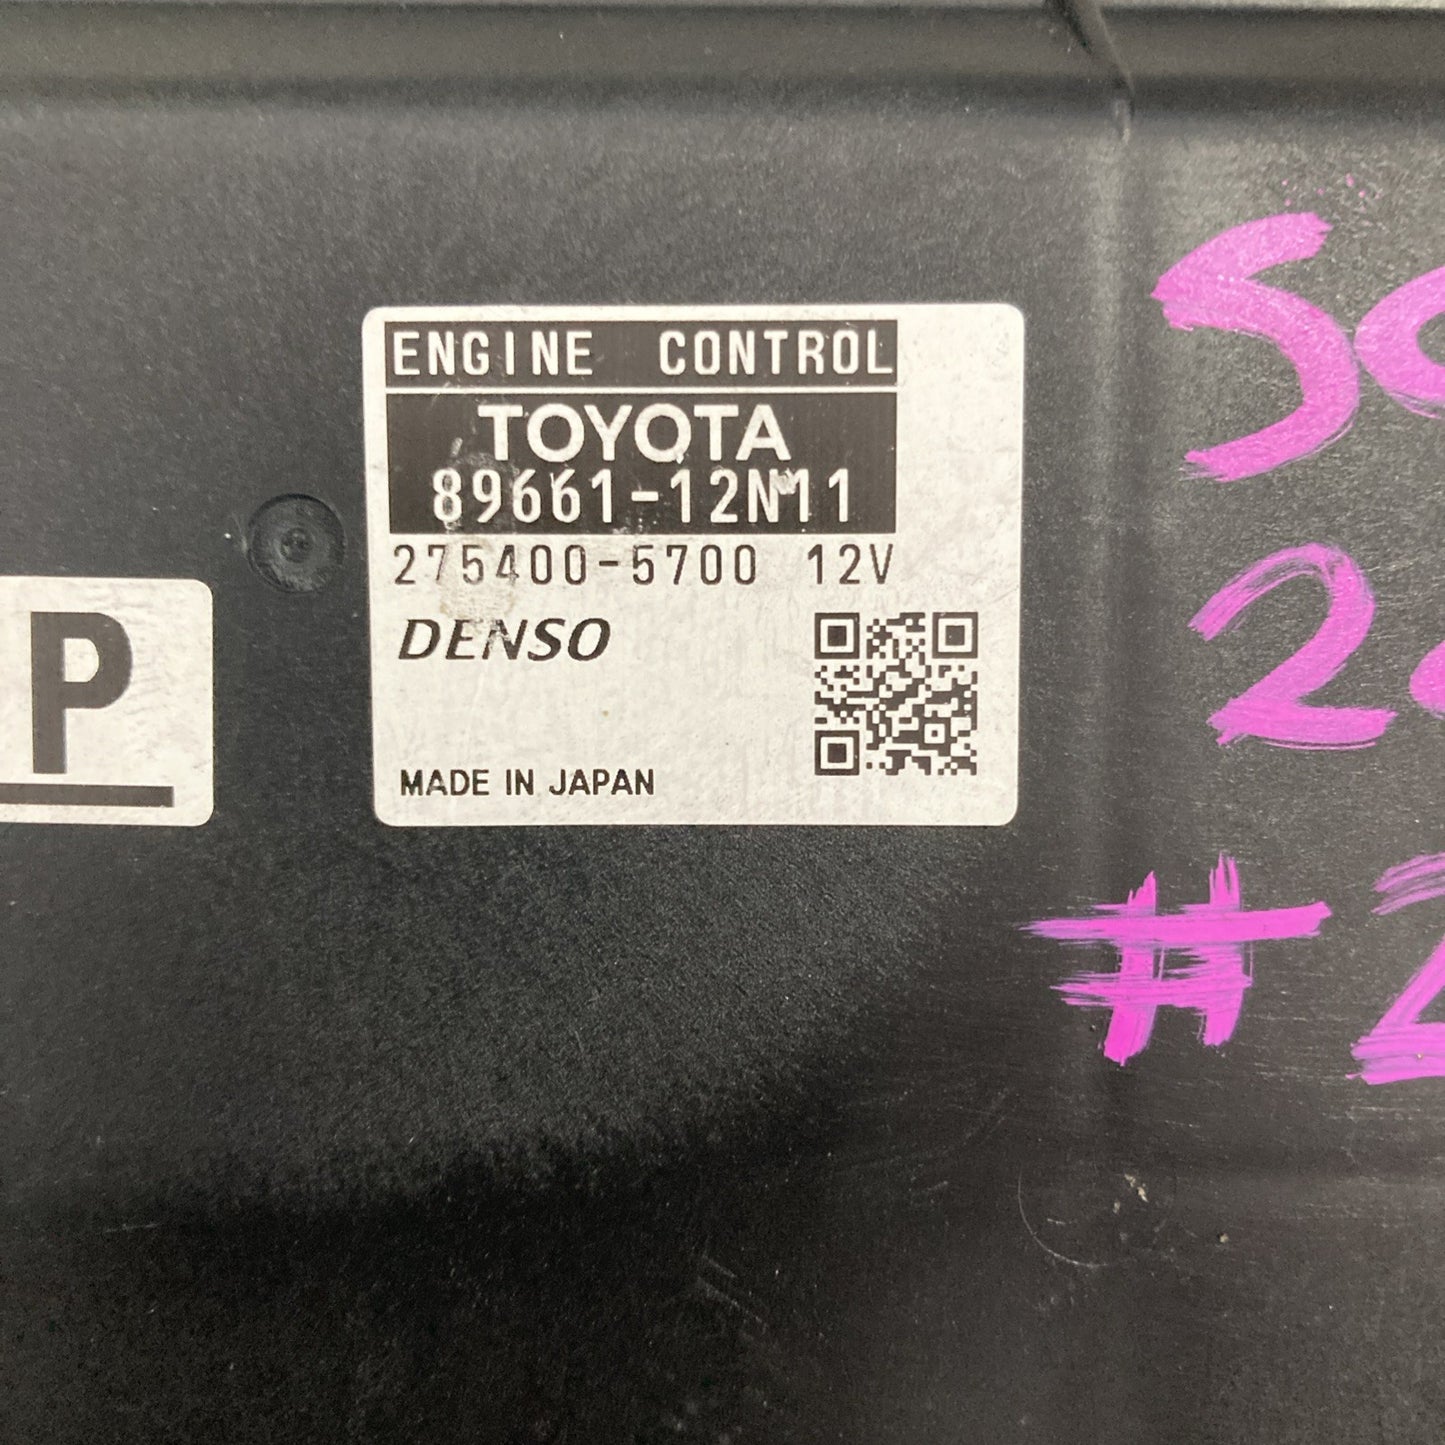 ENGINE CONTROL
TOYOTA
89661-12N11
275400-5700 12V
DENSO
MADE IN JAPAN
P